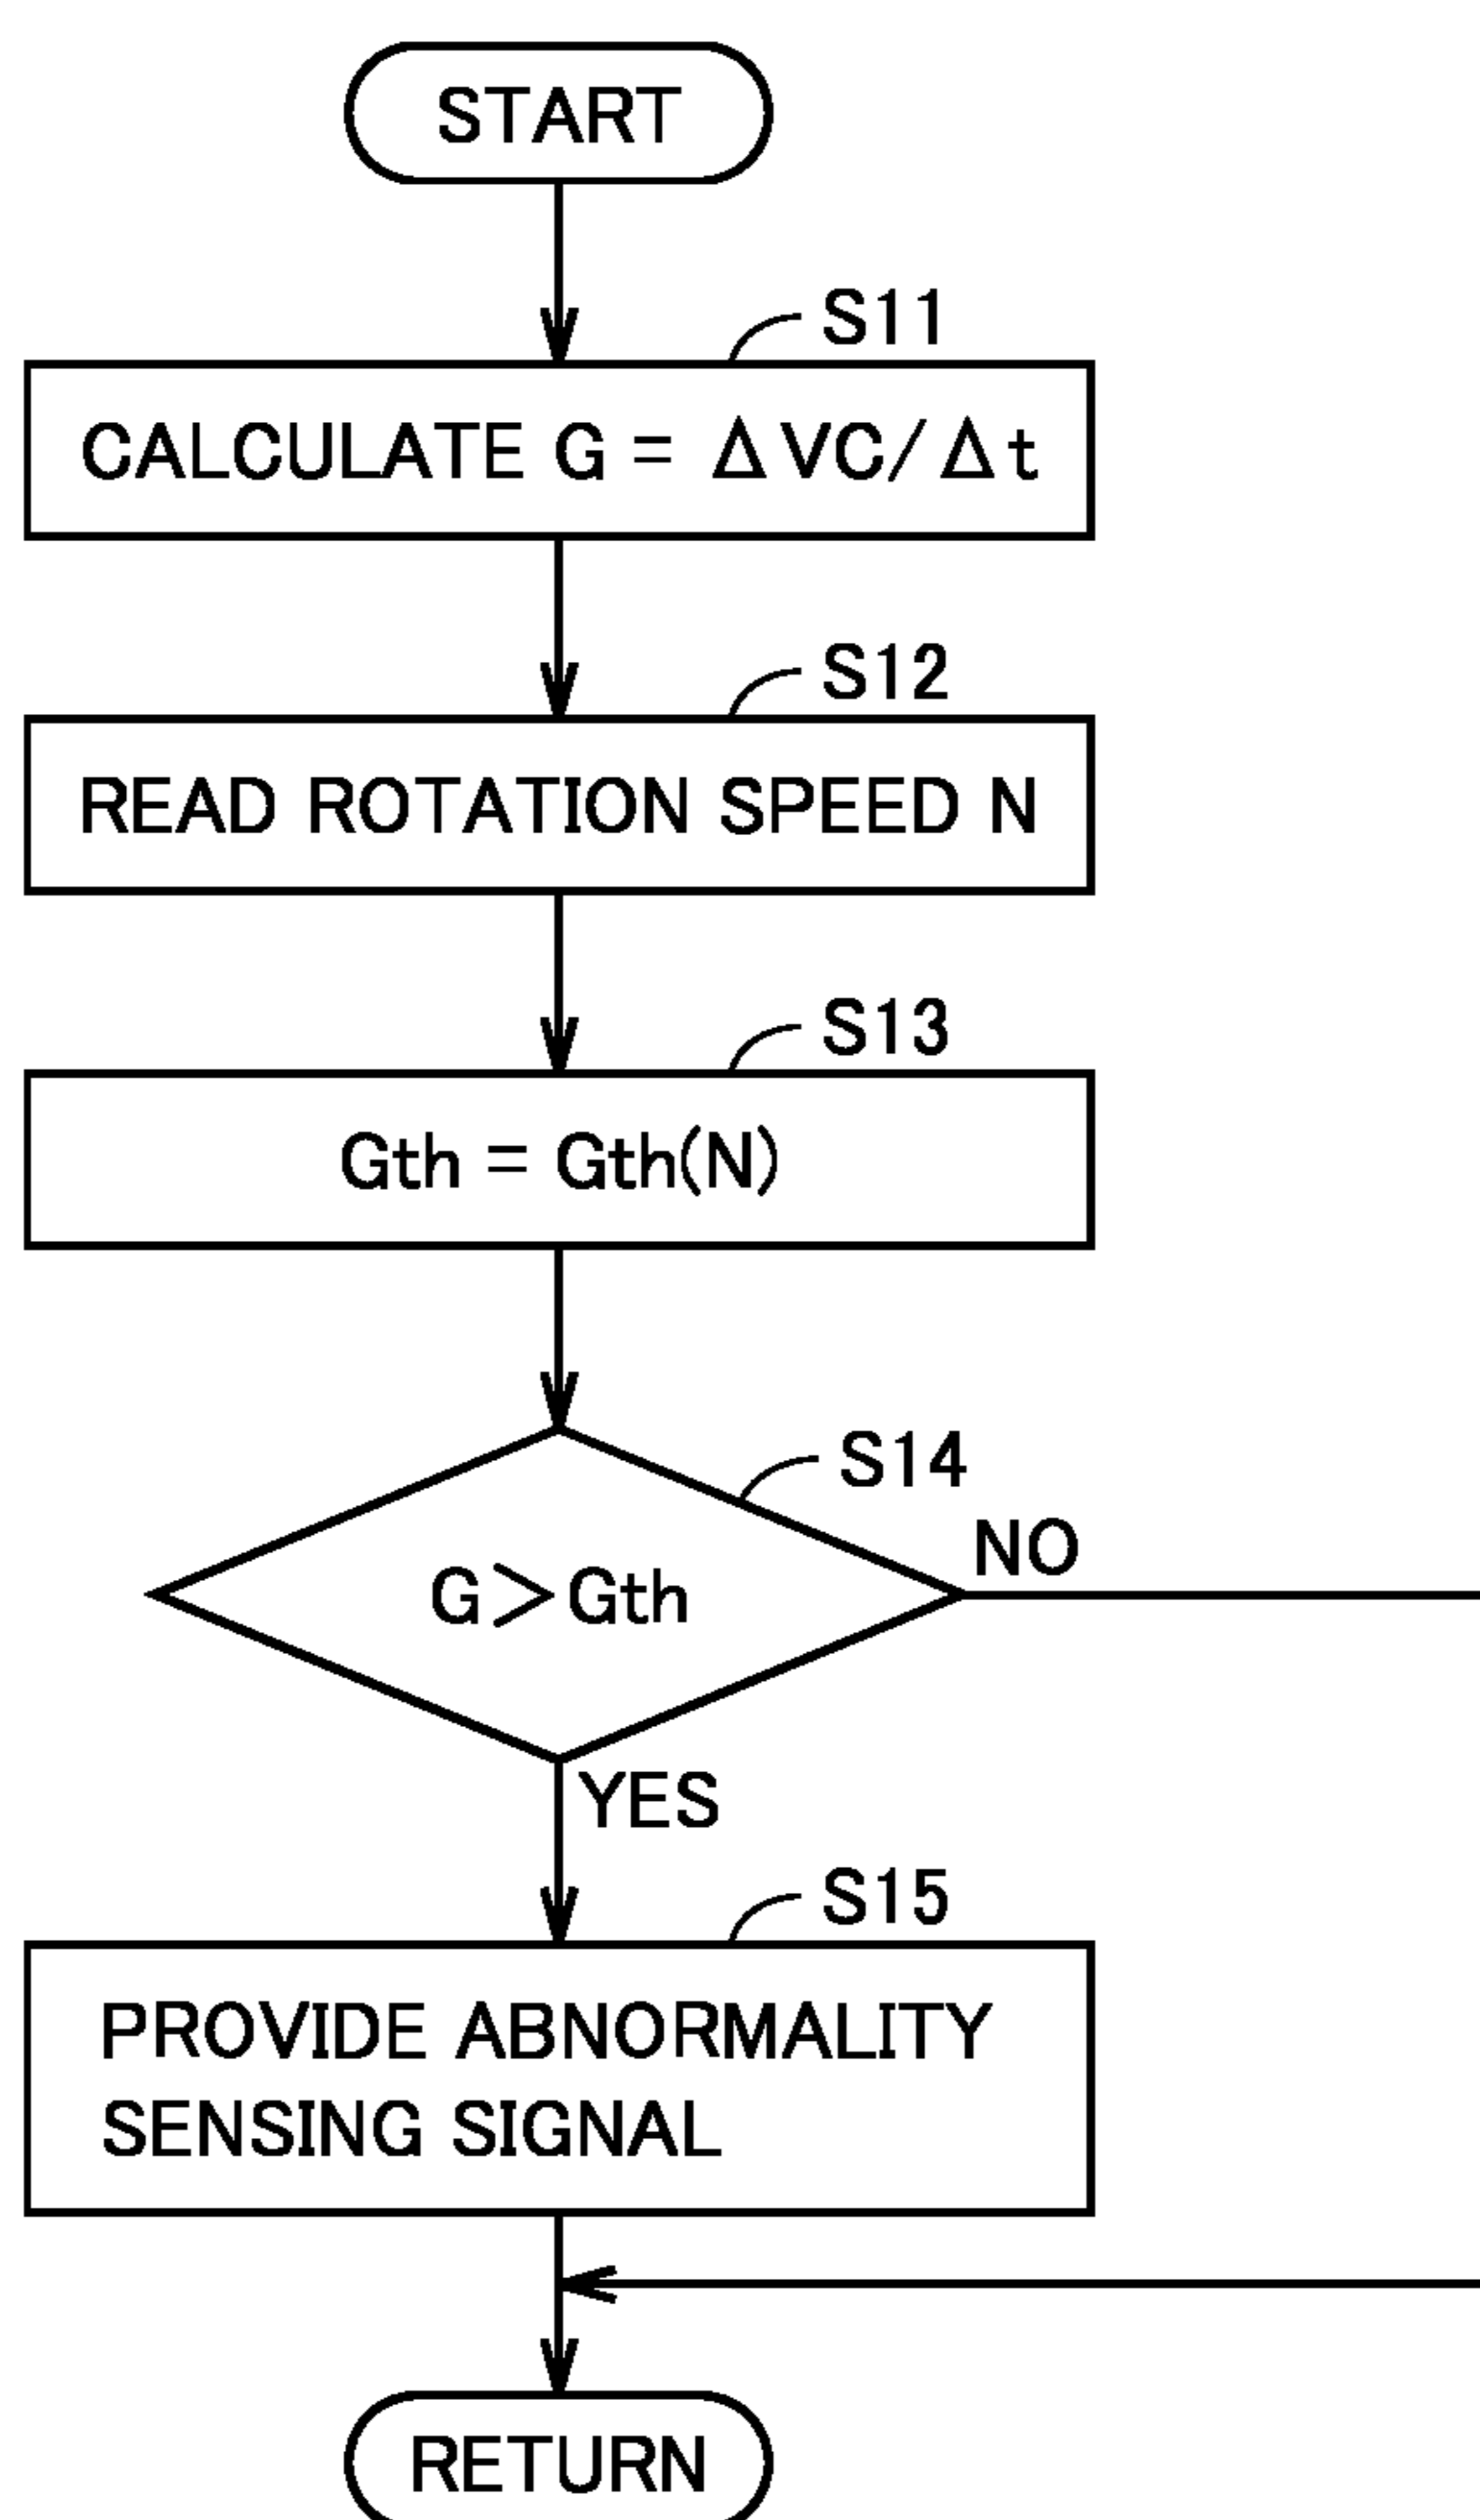 START
S11
CALCULATE G = ΔVC/Δt
S12
READ ROTATION SPEED N
S13
Gth = Gth(N)
S14
NO
G>Gth
YES
S15
PROVIDE ABNORMALITY
SENSING SIGNAL
RETURN